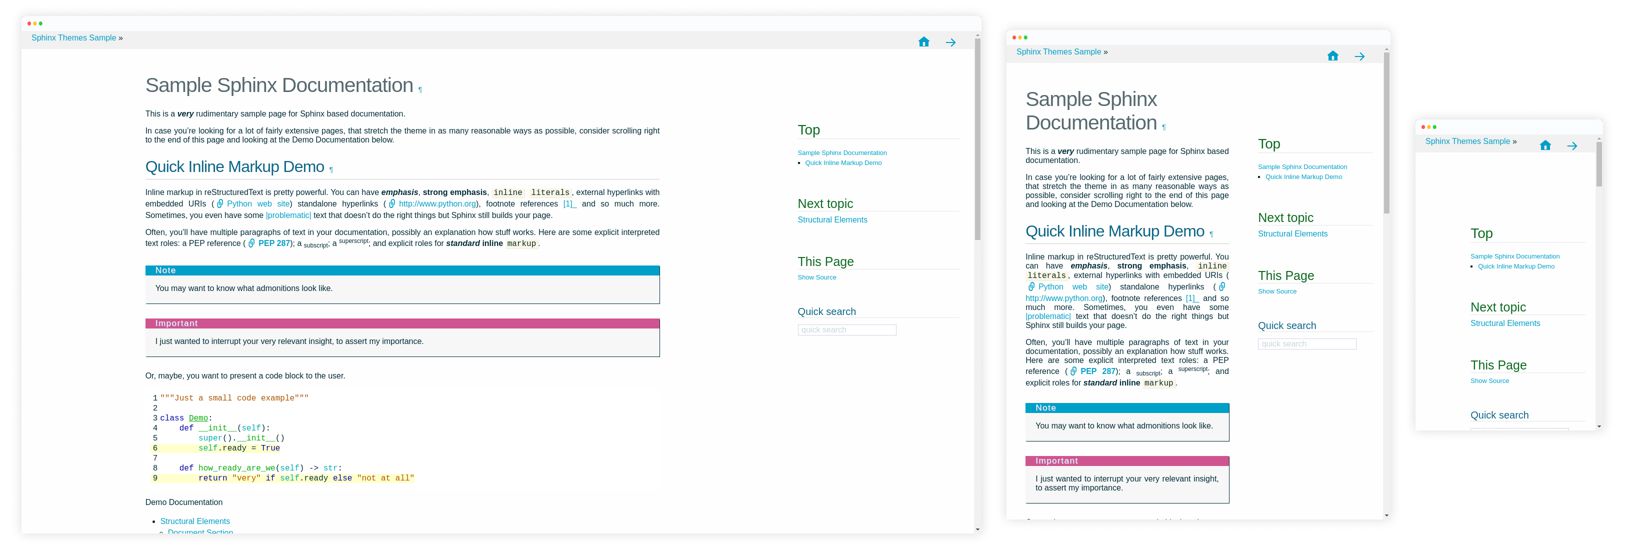 Sphinx Themes Sample »
Sample Sphinx Documentation ¶
This is a very rudimentary sample page for Sphinx based documentation.
In case you're looking for a lot of fairly extensive pages, that stretch the theme in as many reasonable ways as possible, consider scrolling right
to the end of this page and looking at the Demo Documentation below.
Quick Inline Markup Demo ¶
Inline markup in reStructuredText is pretty powerful. You can have emphasis, strong emphasis, inline literals, external hyperlinks with
embedded URIs ( Python web site) standalone hyperlinks ( http://www.python.org), footnote references [1]_ and so much more.
Sometimes, you even have some |problematic| text that doesn't do the right things but Sphinx still builds your page.
Often, you'll have multiple paragraphs of text in your documentation, possibly an explanation how stuff works. Here are some explicit interpreted
text roles: a PEP reference ( PEP 287); a subscript; a superscript; and explicit roles for standard inline markup.
Note
You may want to know what admonitions look like.
Important
I just wanted to interrupt your very relevant insight, to assert my importance.
Or, maybe, you want to present a code block to the user.
1 """Just a small code example"""
2
3 class Demo:
4     def __init__(self):
5         super().__init__()
6         self.ready = True
7
8     def how_ready_are_we(self) -> str:
9         return "very" if self.ready else "not at all"
Demo Documentation
Structural Elements
Document Section
Top
Sample Sphinx Documentation
Quick Inline Markup Demo
Next topic
Structural Elements
This Page
Show Source
Quick search
quick search
Sphinx Themes Sample »
Sample Sphinx
Documentation ¶
This is a very rudimentary sample page for Sphinx based
documentation.
In case you're looking for a lot of fairly extensive pages,
that stretch the theme in as many reasonable ways as
possible, consider scrolling right to the end of this page
and looking at the Demo Documentation below.
Quick Inline Markup Demo ¶
Inline markup in reStructuredText is pretty powerful. You
can have emphasis, strong emphasis, inline
literals, external hyperlinks with embedded URIs (
Python web site) standalone hyperlinks (
http://www.python.org), footnote references [1]_ and so
much more. Sometimes, you even have some
|problematic| text that doesn't do the right things but
Sphinx still builds your page.
Often, you'll have multiple paragraphs of text in your
documentation, possibly an explanation how stuff works.
Here are some explicit interpreted text roles: a PEP
reference ( PEP 287); a subscript; a superscript; and
explicit roles for standard inline markup.
Note
You may want to know what admonitions look like.
Important
I just wanted to interrupt your very relevant insight,
to assert my importance.
Top
Sample Sphinx Documentation
Quick Inline Markup Demo
Next topic
Structural Elements
This Page
Show Source
Quick search
quick search
Sphinx Themes Sample »
Top
Sample Sphinx Documentation
Quick Inline Markup Demo
Next topic
Structural Elements
This Page
Show Source
Quick search